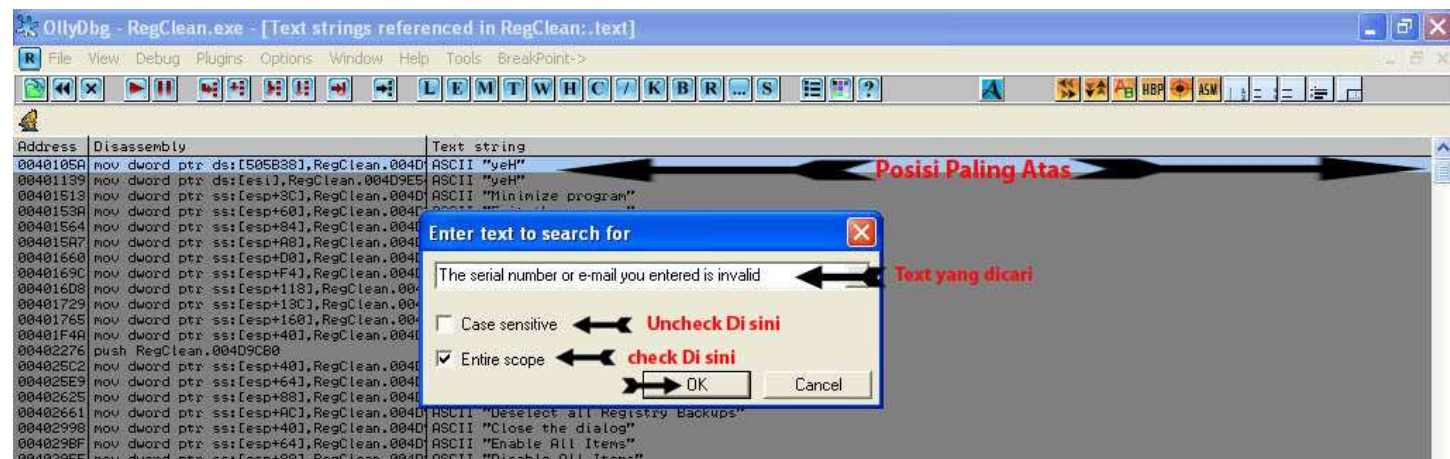 OllyDbg - RegClean.exe - [Text strings referenced in RegClean:.text]
R File View Debug Plugins Options Window Help Tools BreakPoint->
L E M T W H C / K B R ... S ? A AB HBP ASM
Address Disassembly Text string
0040105A mov dword ptr ds:[505B38],RegClean.004D ASCII "yeH"
00401139 mov dword ptr ds:[esi],RegClean.004D9E5 ASCII "yeH"
Posisi Paling Atas
00401513 mov dword ptr ss:[esp+3C],RegClean.004D ASCII "Minimize program"
0040153A mov dword ptr ss:[esp+60],RegClean.004D
00401564 mov dword ptr ss:[esp+84],RegClean.004D
004015A7 mov dword ptr ss:[esp+A8],RegClean.004D
00401660 mov dword ptr ss:[esp+D0],RegClean.004D
0040169C mov dword ptr ss:[esp+F4],RegClean.004D
004016D8 mov dword ptr ss:[esp+118],RegClean.004
00401729 mov dword ptr ss:[esp+13C],RegClean.004
00401765 mov dword ptr ss:[esp+160],RegClean.004
00401F4A mov dword ptr ss:[esp+40],RegClean.004D
00402276 push RegClean.004D9CB0
004025C2 mov dword ptr ss:[esp+40],RegClean.004D
004025E9 mov dword ptr ss:[esp+64],RegClean.004D
00402625 mov dword ptr ss:[esp+88],RegClean.004D
00402661 mov dword ptr ss:[esp+AC],RegClean.004D ASCII "Deselect all Registry Backups"
00402998 mov dword ptr ss:[esp+40],RegClean.004D ASCII "Close the dialog"
004029BF mov dword ptr ss:[esp+64],RegClean.004D ASCII "Enable All Items"
Enter text to search for
The serial number or e-mail you entered is invalid
Text yang dicari
Case sensitive Uncheck Di sini
Entire scope check Di sini
OK Cancel